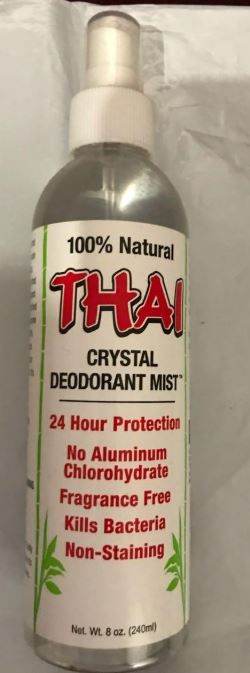 100% Natural
THAI
CRYSTAL
DEODORANT MIST™
24 Hour Protection
No Aluminum
Chlorohydrate
Fragrance Free
Kills Bacteria
Non-Staining
Net. Wt. 8 oz. (240ml)